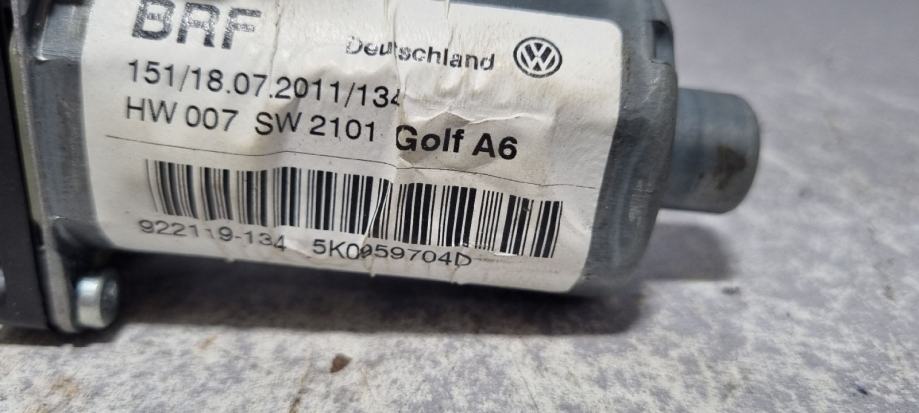 BRF
Deutschland
151/18.07.2011/134
HW 007 SW 2101 Golf A6
922119-134 5K0959704D